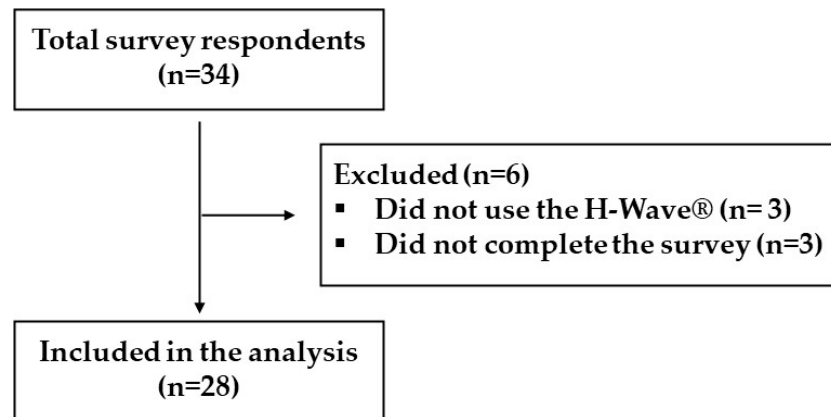 Total survey respondents
(n=34)
Excluded (n=6)
▪ Did not use the H-Wave® (n= 3)
▪ Did not complete the survey (n=3)
Included in the analysis
(n=28)